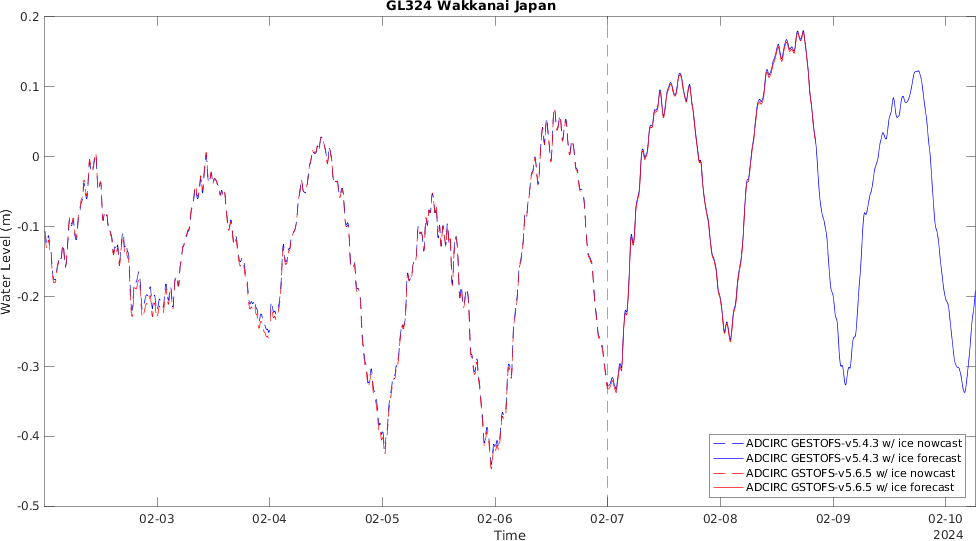 GL324 Wakkanai Japan
0.2
0.1
0
-0.1
-0.2
-0.3
-0.4
-0.5
Water Level (m)
02-03
02-04
02-05
02-06
02-07
02-08
02-09
02-10
2024
Time
ADCIRC GESTOFS-v5.4.3 w/ ice nowcast
ADCIRC GESTOFS-v5.4.3 w/ ice forecast
ADCIRC GSTOFS-v5.6.5 w/ ice nowcast
ADCIRC GSTOFS-v5.6.5 w/ ice forecast